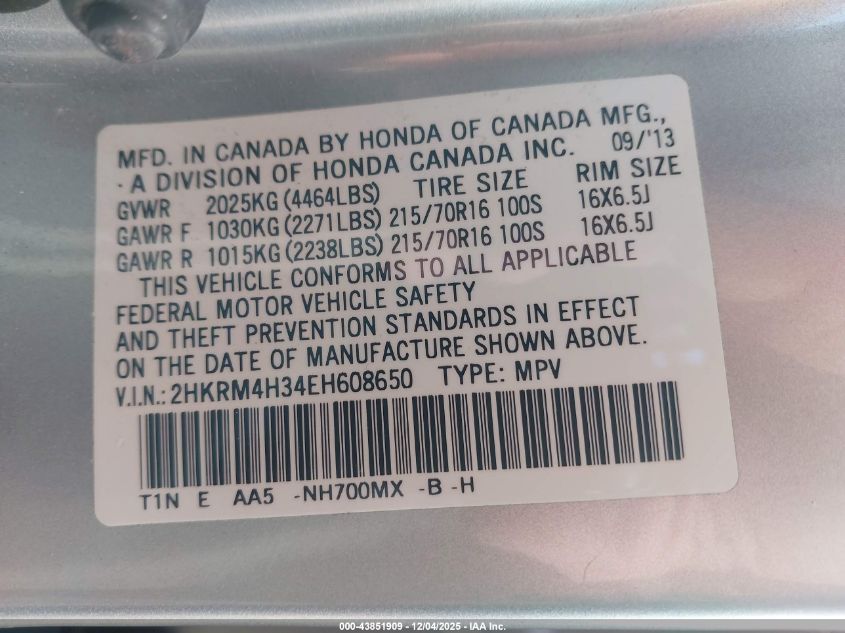 MFD. IN CANADA BY HONDA OF CANADA MFG.,
- A DIVISION OF HONDA CANADA INC. 09/'13
GVWR 2025KG (4464LBS) TIRE SIZE RIM SIZE
GAWR F 1030KG (2271LBS) 215/70R16 100S 16X6.5J
GAWR R 1015KG (2238LBS) 215/70R16 100S 16X6.5J
THIS VEHICLE CONFORMS TO ALL APPLICABLE
FEDERAL MOTOR VEHICLE SAFETY
AND THEFT PREVENTION STANDARDS IN EFFECT
ON THE DATE OF MANUFACTURE SHOWN ABOVE.
V.I.N.: 2HKRM4H34EH608650 TYPE: MPV
T1N E AA5 -NH700MX -B -H
000-43851909 - 12/04/2025 - IAA Inc.